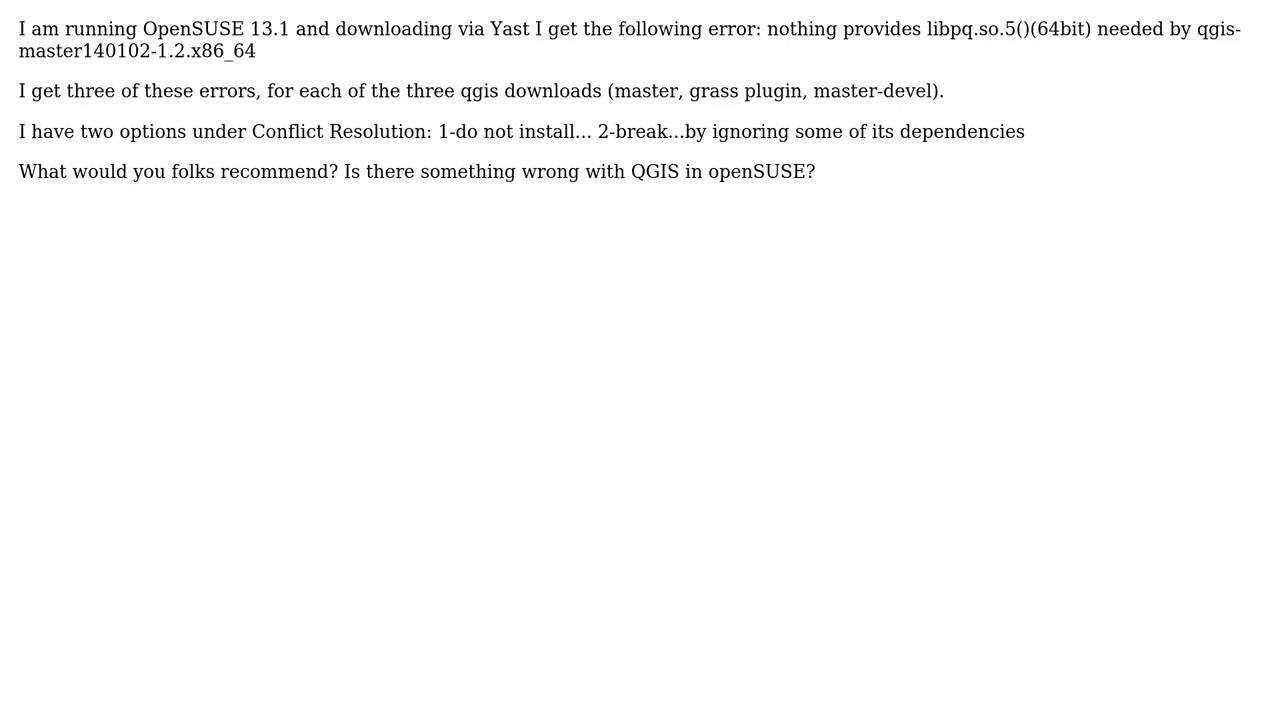 I am running OpenSUSE 13.1 and downloading via Yast I get the following error: nothing provides libpq.so.5()(64bit) needed by qgis-
master140102-1.2.x86_64
I get three of these errors, for each of the three qgis downloads (master, grass plugin, master-devel).
I have two options under Conflict Resolution: 1-do not install... 2-break...by ignoring some of its dependencies
What would you folks recommend? Is there something wrong with QGIS in openSUSE?